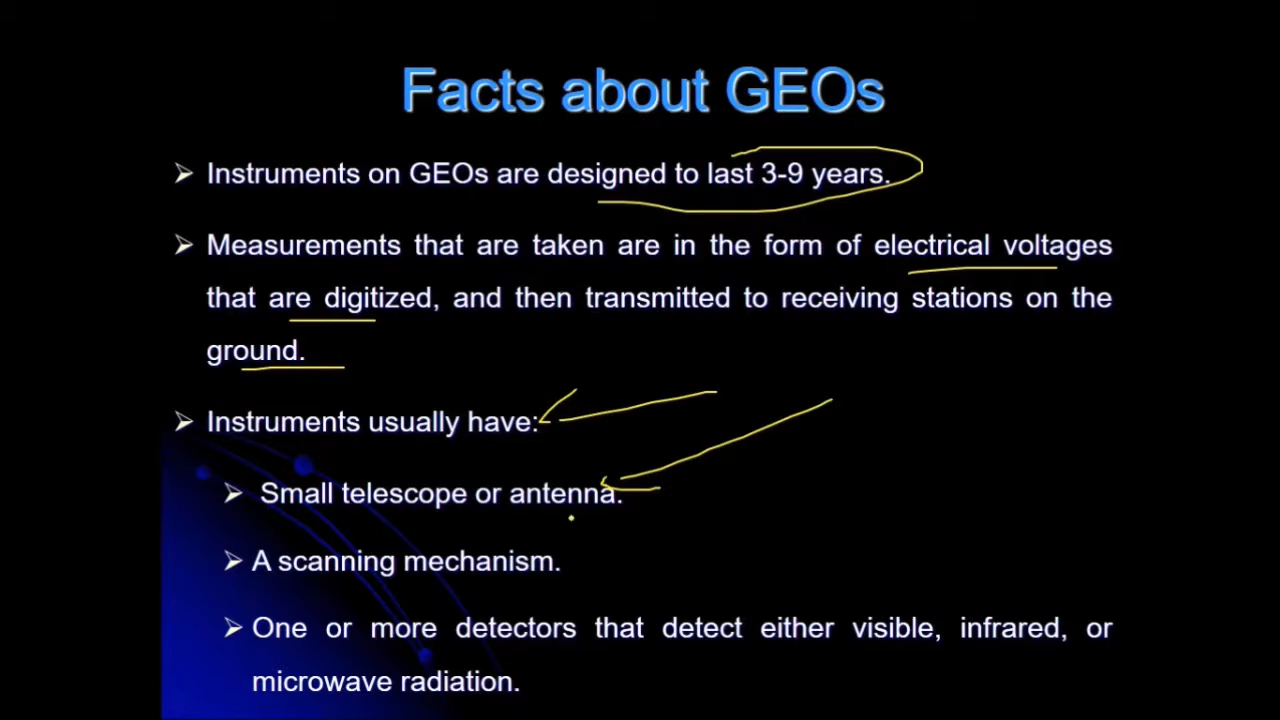 Facts about GEOs
➢ Instruments on GEOs are designed to last 3-9 years.
➢ Measurements that are taken are in the form of electrical voltages
that are digitized, and then transmitted to receiving stations on the
ground.
➢ Instruments usually have:
➢ Small telescope or antenna.
➢ A scanning mechanism.
➢ One or more detectors that detect either visible, infrared, or
microwave radiation.